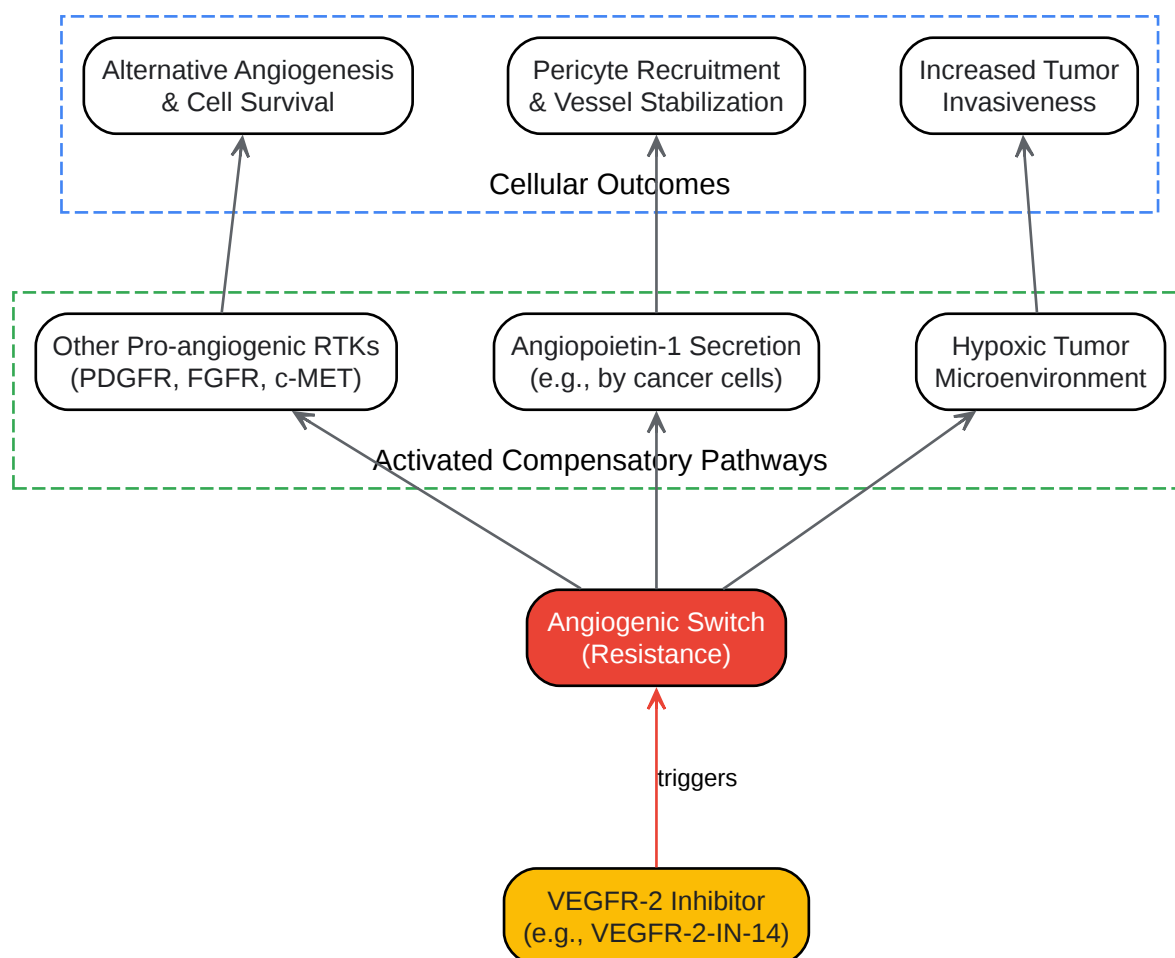 Alternative Angiogenesis
& Cell Survival
Pericyte Recruitment
& Vessel Stabilization
Increased Tumor
Invasiveness
Cellular Outcomes
Other Pro-angiogenic RTKs
(PDGFR, FGFR, c-MET)
Angiopoietin-1 Secretion
(e.g., by cancer cells)
Hypoxic Tumor
Microenvironment
Activated Compensatory Pathways
Angiogenic Switch
(Resistance)
triggers
VEGFR-2 Inhibitor
(e.g., VEGFR-2-IN-14)